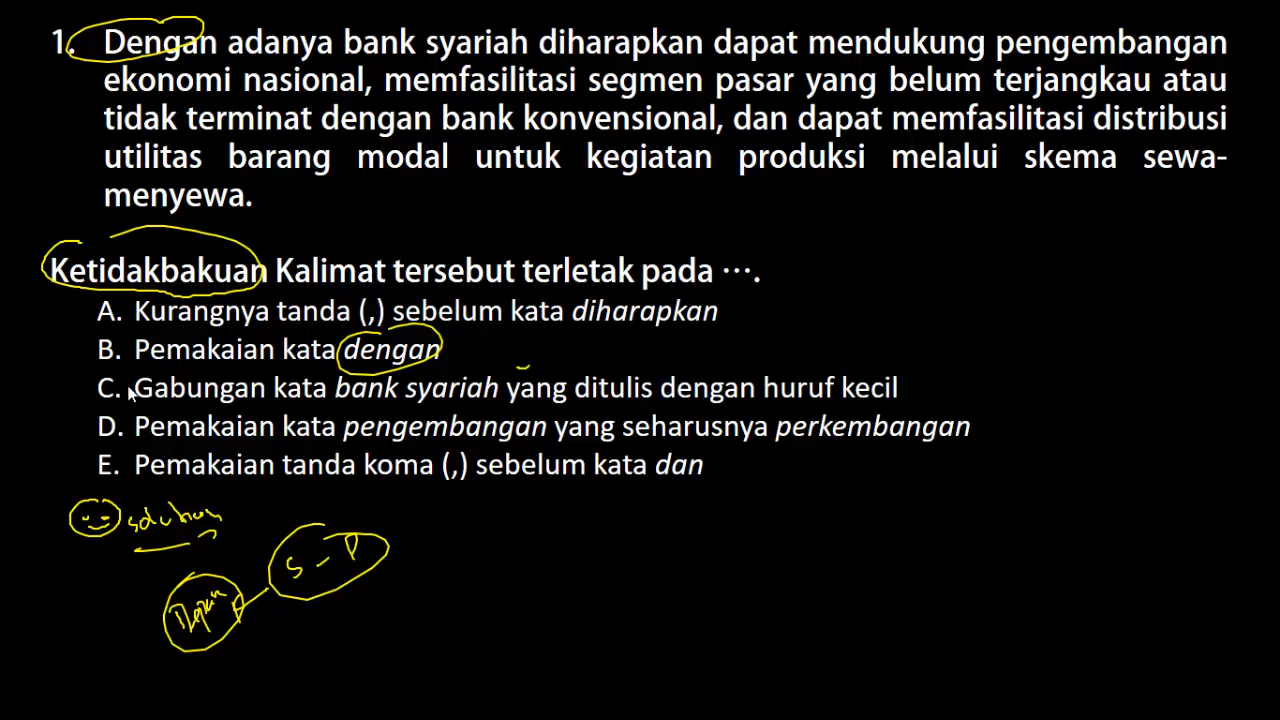 1. Dengan adanya bank syariah diharapkan dapat mendukung pengembangan
ekonomi nasional, memfasilitasi segmen pasar yang belum terjangkau atau
tidak terminat dengan bank konvensional, dan dapat memfasilitasi distribusi
utilitas barang modal untuk kegiatan produksi melalui skema sewa-
menyewa.
Ketidakbakuan Kalimat tersebut terletak pada ….
A. Kurangnya tanda (,) sebelum kata diharapkan
B. Pemakaian kata dengan
C. Gabungan kata bank syariah yang ditulis dengan huruf kecil
D. Pemakaian kata pengembangan yang seharusnya perkembangan
E. Pemakaian tanda koma (,) sebelum kata dan
S - P